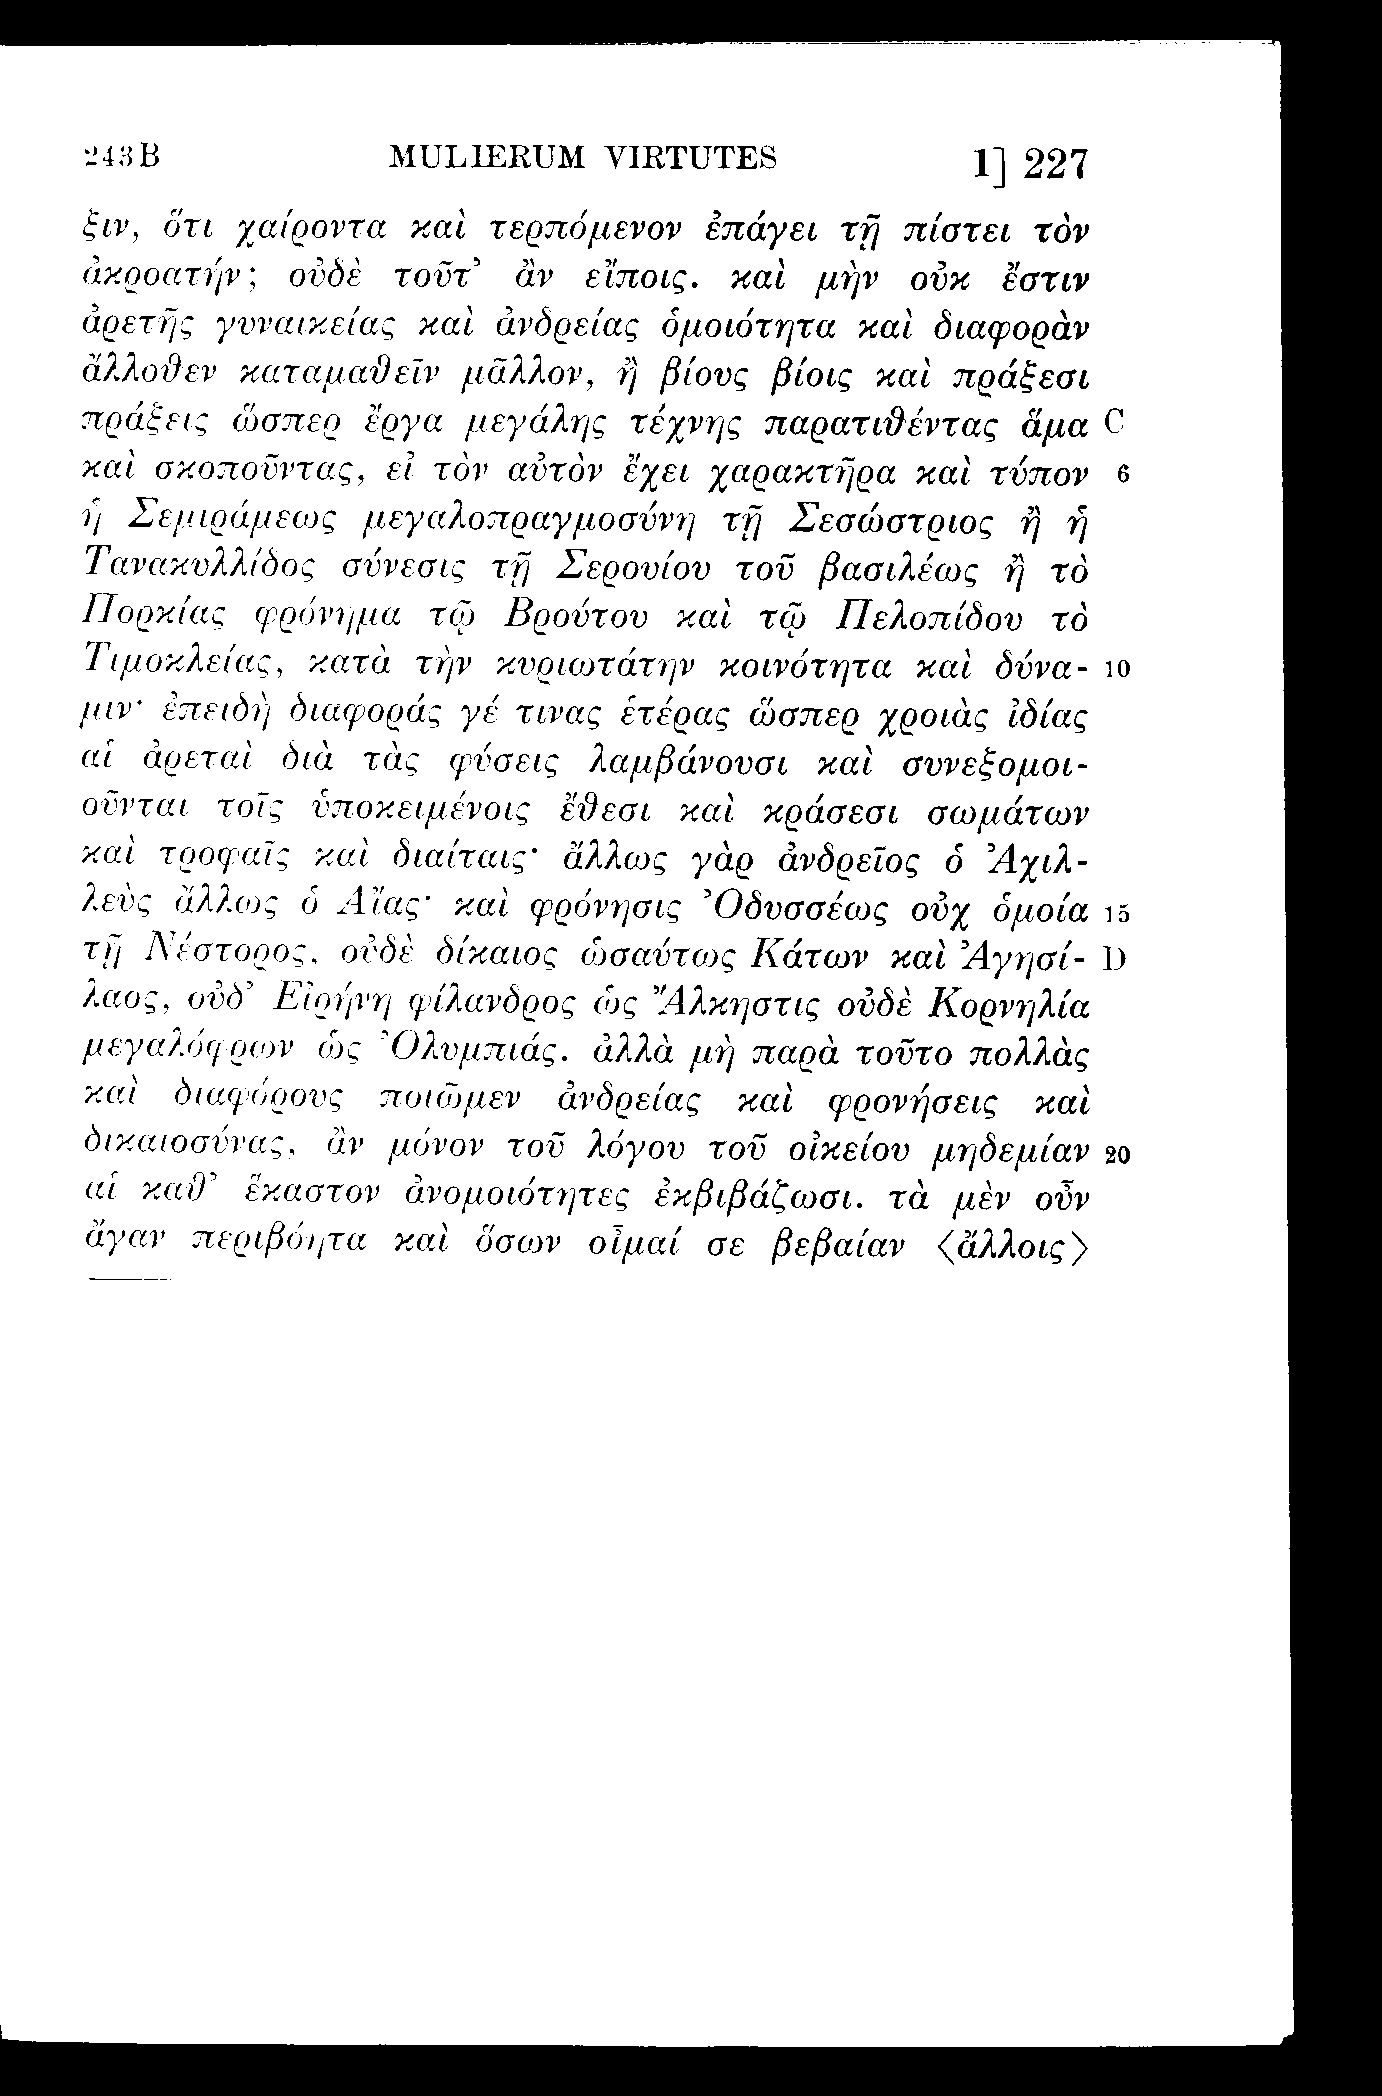 243B MULIERUM VIRTUTES 1] 227
ξιν, ὅτι χαίροντα καὶ τερπόμενον ἐπάγει τῇ πίστει τὸν
ἀκροατήν; οὐδὲ τοῦτ’ ἂν εἴποις. καὶ μὴν οὐκ ἔστιν
ἀρετῆς γυναικείας καὶ ἀνδρείας ὁμοιότητα καὶ διαφορὰν
ἄλλοθεν καταμαθεῖν μᾶλλον, ἢ βίους βίοις καὶ πράξεσι
πράξεις ὥσπερ ἔργα μεγάλης τέχνης παρατιθέντας ἅμα C
καὶ σκοποῦντας, εἰ τὸν αὐτὸν ἔχει χαρακτῆρα καὶ τύπον 6
ἡ Σεμιράμεως μεγαλοπραγμοσύνη τῇ Σεσώστριος ἢ ἡ
Τανακυλλίδος σύνεσις τῇ Σερουίου τοῦ βασιλέως ἢ τὸ
Πορκίας φρόνημα τῷ Βρούτου καὶ τῷ Πελοπίδου τὸ
Τιμοκλείας, κατὰ τὴν κυριωτάτην κοινότητα καὶ δύνα- 10
μιν· ἐπειδὴ διαφοράς γέ τινας ἑτέρας ὥσπερ χροιὰς ἰδίας
αἱ ἀρεταὶ διὰ τὰς φύσεις λαμβάνουσι καὶ συνεξομοι-
οῦνται τοῖς ὑποκειμένοις ἔθεσι καὶ κράσεσι σωμάτων
καὶ τροφαῖς καὶ διαίταις· ἄλλως γὰρ ἀνδρεῖος ὁ Ἀχιλ-
λεὺς ἄλλως ὁ Αἴας· καὶ φρόνησις Ὀδυσσέως οὐχ ὁμοία 15
τῇ Νέστορος, οὐδὲ δίκαιος ὡσαύτως Κάτων καὶ Ἀγησί- D
λαος, οὐδ’ Εἰρήνη φίλανδρος ὡς Ἄλκηστις οὐδὲ Κορνηλία
μεγαλόφρων ὡς Ὀλυμπιάς. ἀλλὰ μὴ παρὰ τοῦτο πολλὰς
καὶ διαφόρους ποιῶμεν ἀνδρείας καὶ φρονήσεις καὶ
δικαιοσύνας, ἂν μόνον τοῦ λόγου τοῦ οἰκείου μηδεμίαν 20
αἱ καθ’ ἕκαστον ἀνομοιότητες ἐκβιβάζωσι. τὰ μὲν οὖν
ἄγαν περιβόητα καὶ ὅσων οἶμαί σε βεβαίαν ⟨ἄλλοις⟩